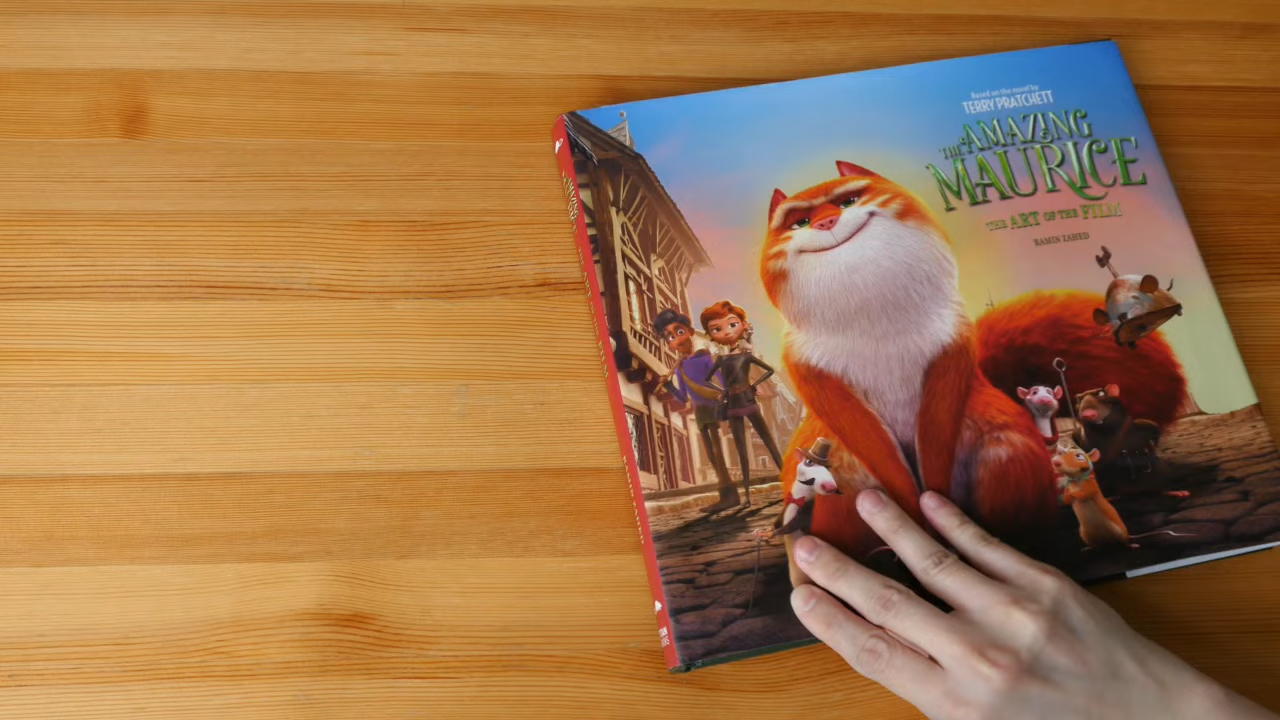 Based on the novel by
TERRY PRATCHETT
THE AMAZING
MAURICE
THE ART OF THE FILM
RAMIN ZAHED